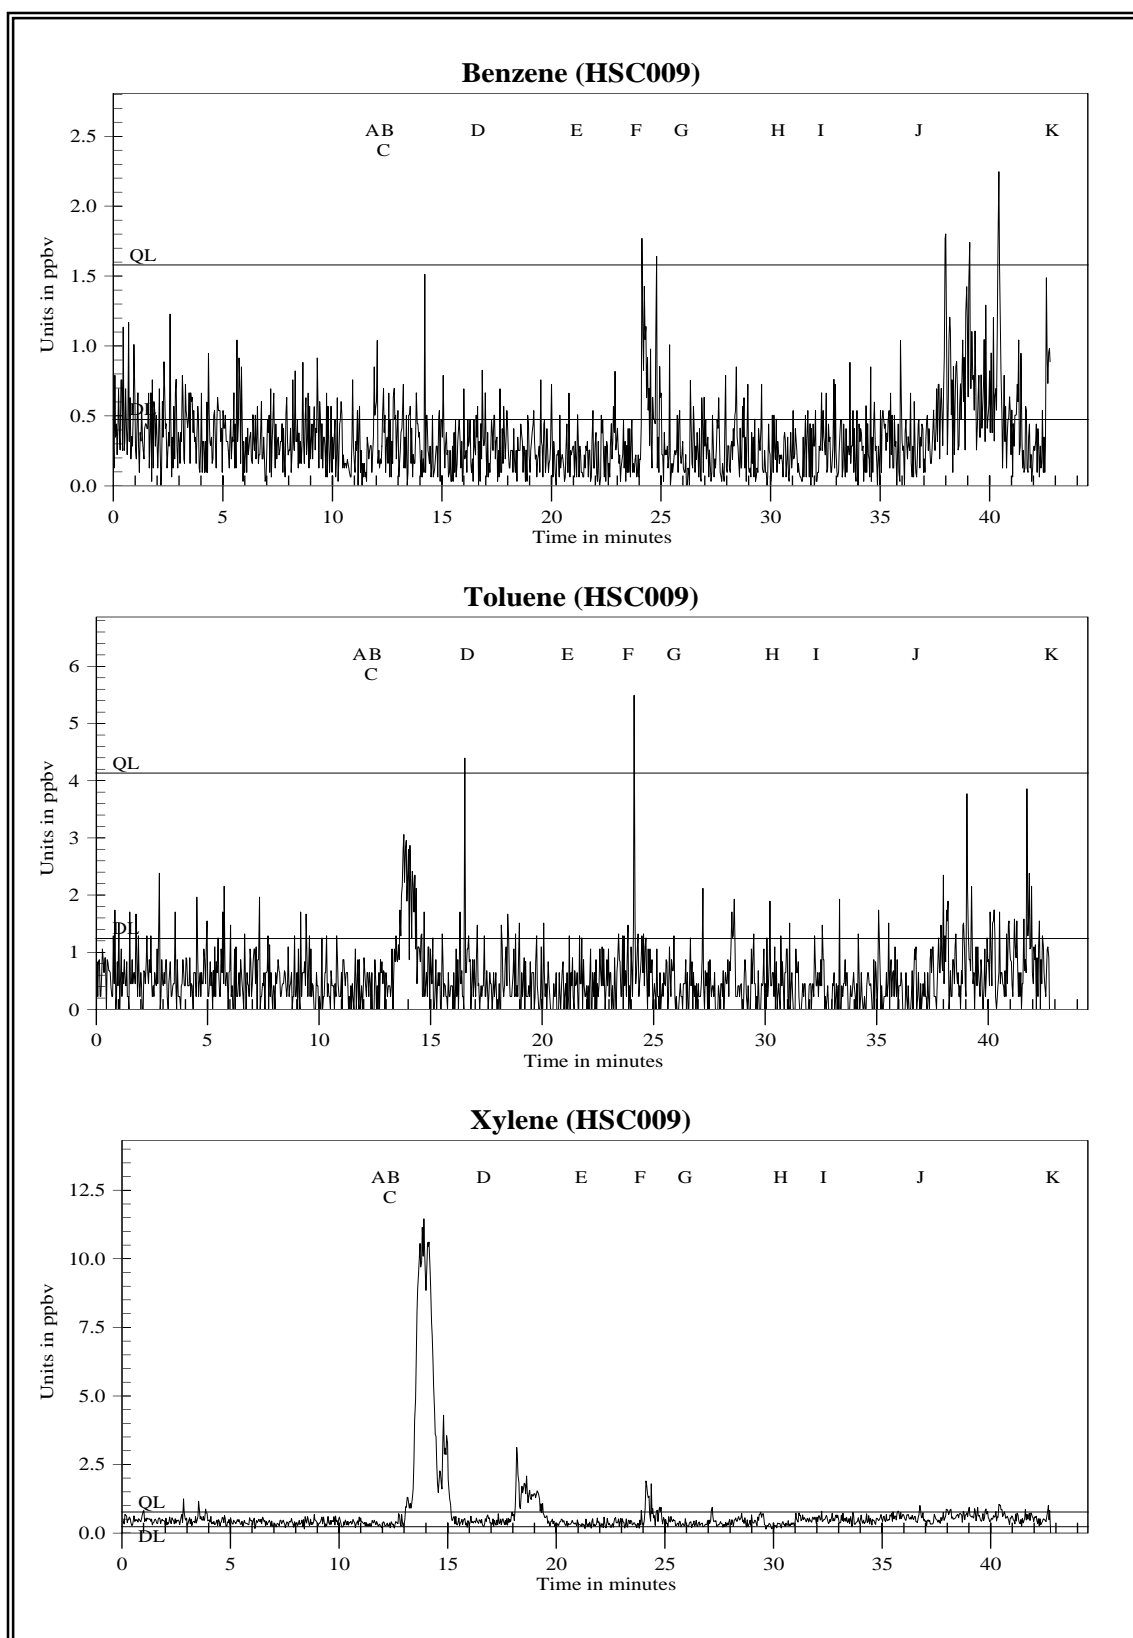 Benzene (HSC009)
2.5
2.0
1.5
1.0
0.5
0.0
Units in ppbv
QL
DL
A B D E F G H I J K
C
0 5 10 15 20 25 30 35 40
Time in minutes
Toluene (HSC009)
6
5
4
3
2
1
0
Units in ppbv
QL
DL
A B D E F G H I J K
C
0 5 10 15 20 25 30 35 40
Time in minutes
Xylene (HSC009)
12.5
10.0
7.5
5.0
2.5
0.0
Units in ppbv
QL
DL
A B D E F G H I J K
C
0 5 10 15 20 25 30 35 40
Time in minutes